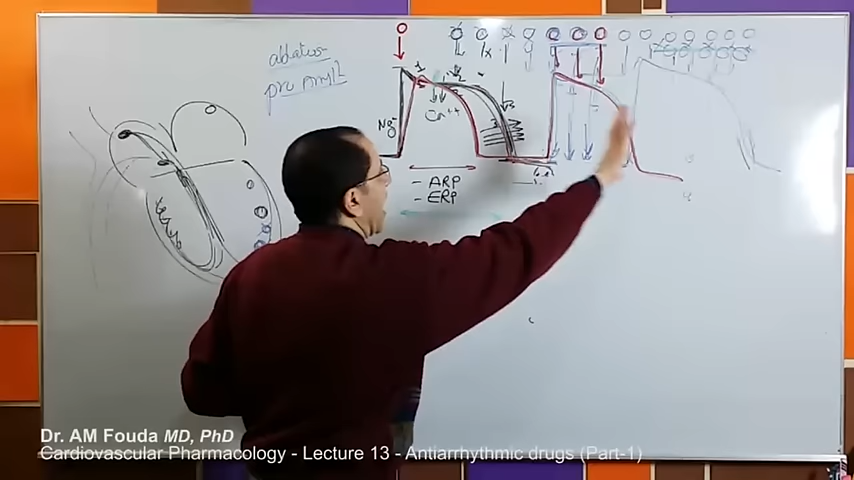 ablation
pro Arrh
Na+
Ca++
- ARP
- ERP
Dr. AM Fouda MD, PhD
Cardiovascular Pharmacology - Lecture 13 - Antiarrhythmic drugs (Part-1)